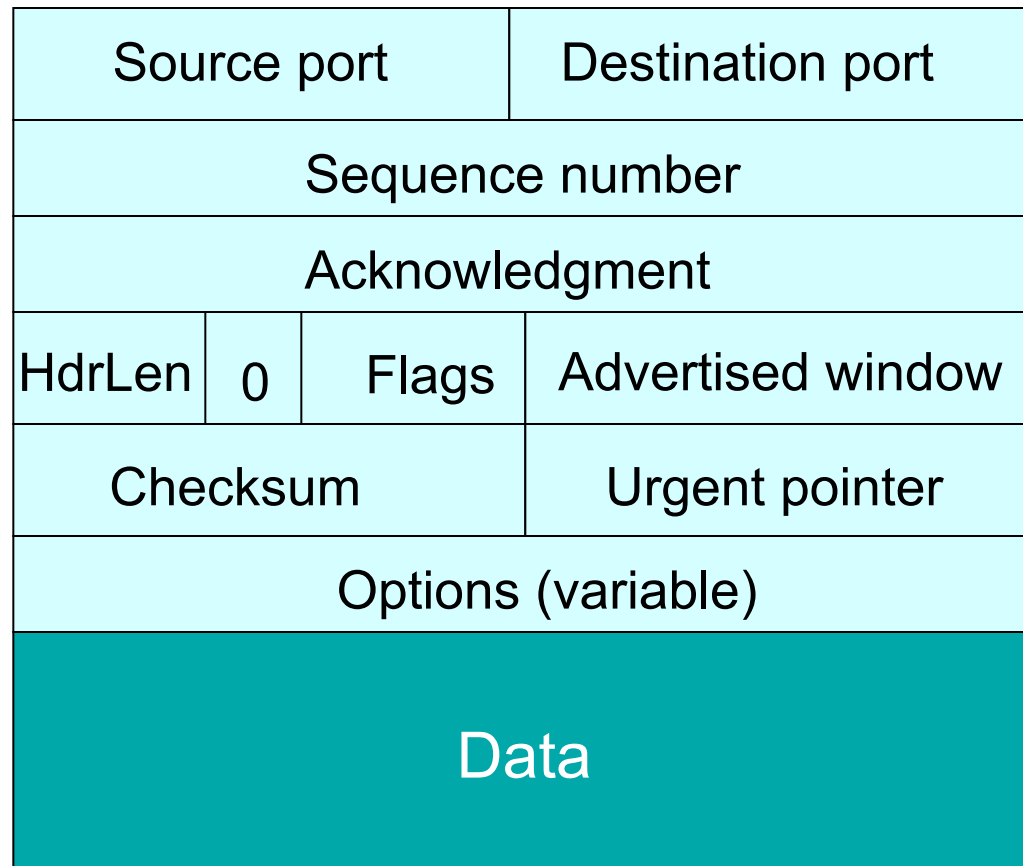 Source port Destination port
Sequence number
Acknowledgment
HdrLen 0 Flags Advertised window
Checksum Urgent pointer
Options (variable)
Data